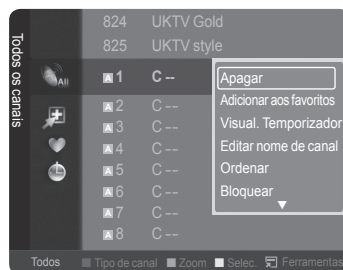 Todos os canais
All
824 UKTV Gold
825 UKTV style
A 1 C --
A 2 C --
A 3 C --
A 4 C --
A 5 C --
A 6 C --
A 7 C --
A 8 C --
Apagar
Adicionar aos favoritos
Visual. Temporizador
Editar nome de canal
Ordenar
Bloquear
Todos Tipo de canal Zoom Selec. Ferramentas